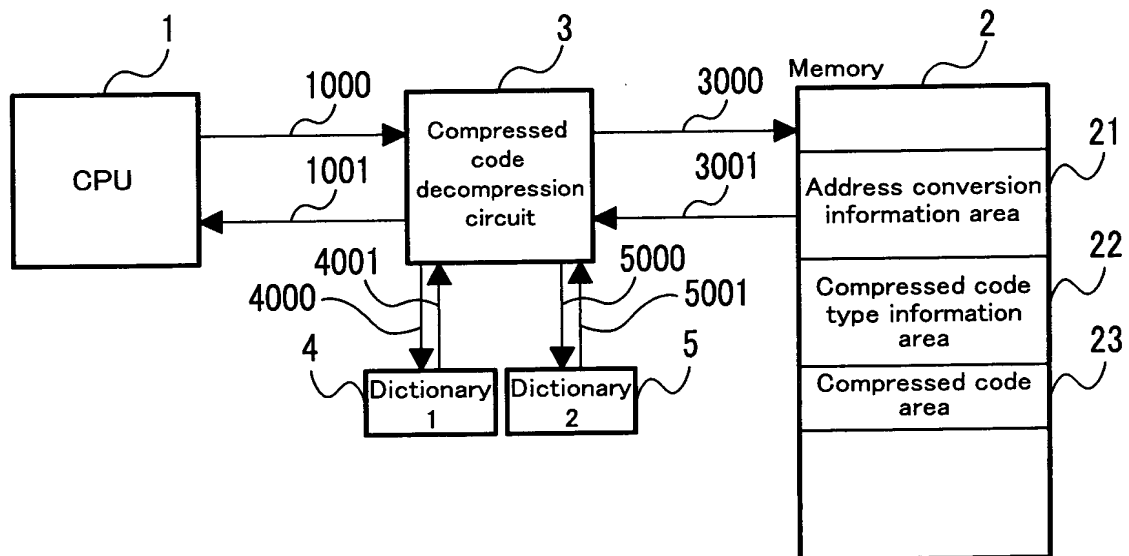 1
3
2
Memory
1000
3000
CPU
Compressed
code
decompression
circuit
21
1001
3001
Address conversion
information area
4001
4000
5000
5001
22
Compressed code
type information
area
4
5
23
Dictionary
1
Dictionary
2
Compressed code
area